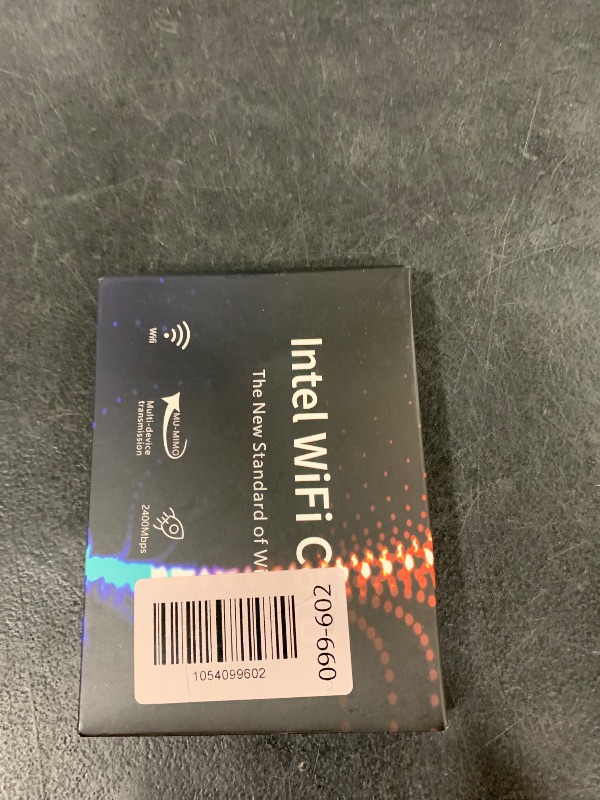 Intel WiFi C
The New Standard of W
Wifi
MU-MIMO
Multi-device
transmission
2400Mbps
099-602
1054099602